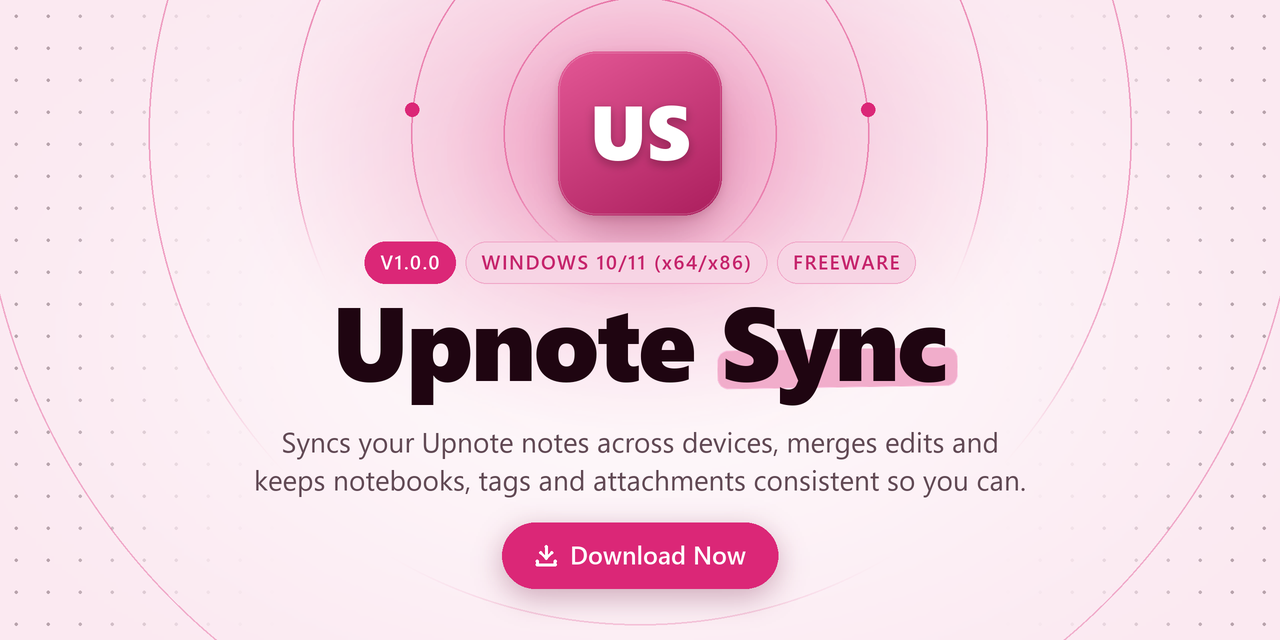 US
V1.0.0 WINDOWS 10/11 (x64/x86) FREEWARE
Upnote Sync
Syncs your Upnote notes across devices, merges edits and
keeps notebooks, tags and attachments consistent so you can.
Download Now